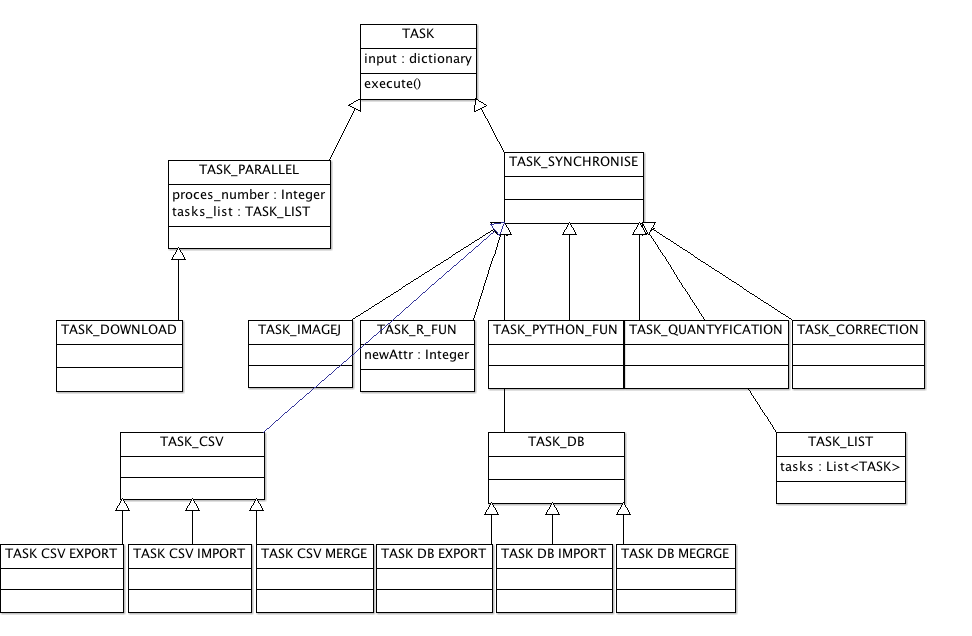 TASK
input : dictionary
execute()
TASK_PARALLEL
proces_number : Integer
tasks_list : TASK_LIST
TASK_SYNCHRONISE
TASK_DOWNLOAD
TASK_IMAGEJ
TASK_R_FUN
newAttr : Integer
TASK_PYTHON_FUN
TASK_QUANTYFICATION
TASK_CORRECTION
TASK_CSV
TASK_DB
TASK_LIST
tasks : List<TASK>
TASK CSV EXPORT
TASK CSV IMPORT
TASK CSV MERGE
TASK DB EXPORT
TASK DB IMPORT
TASK DB MEGRGE